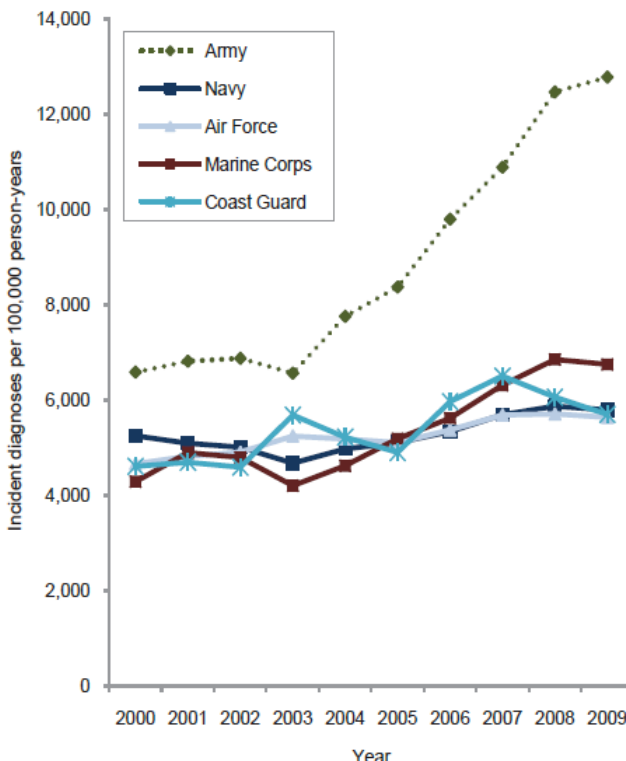 14,000
12,000
10,000
8,000
6,000
4,000
2,000
0
Incident diagnoses per 100,000 person-years
Army
Navy
Air Force
Marine Corps
Coast Guard
2000 2001 2002 2003 2004 2005 2006 2007 2008 2009
Year